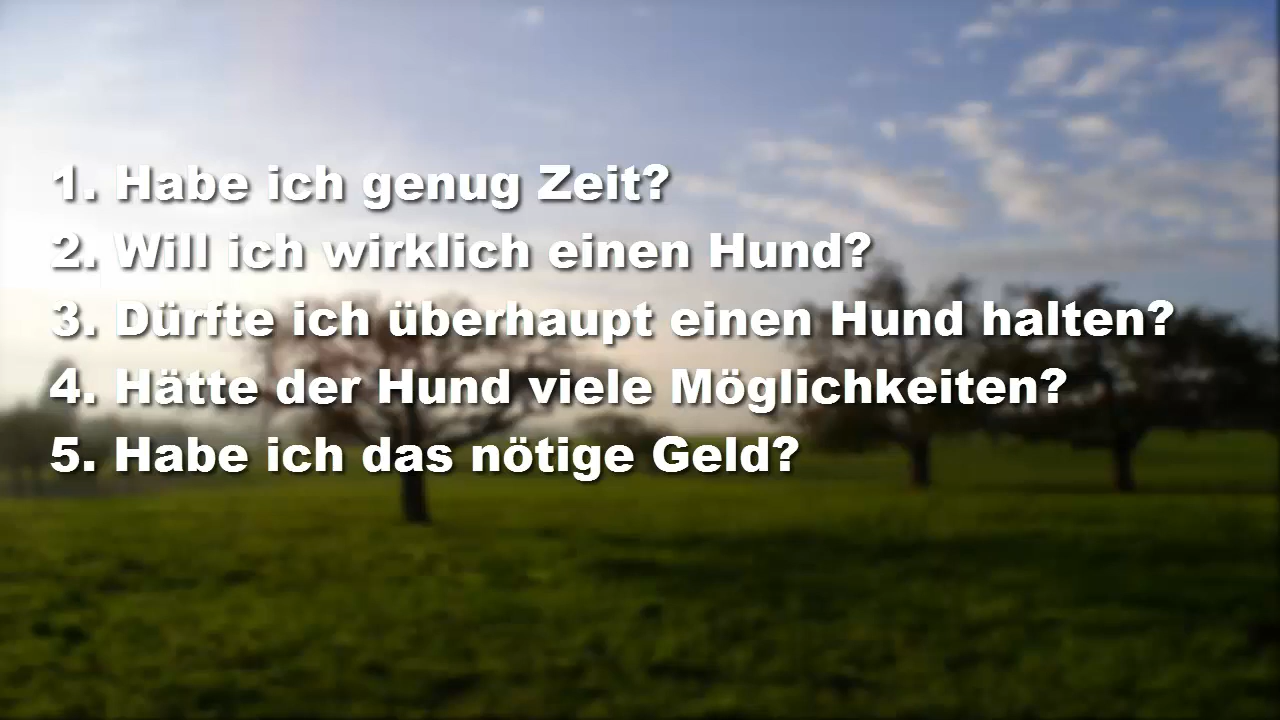 1. Habe ich genug Zeit?
2. Will ich wirklich einen Hund?
3. Dürfte ich überhaupt einen Hund halten?
4. Hätte der Hund viele Möglichkeiten?
5. Habe ich das nötige Geld?